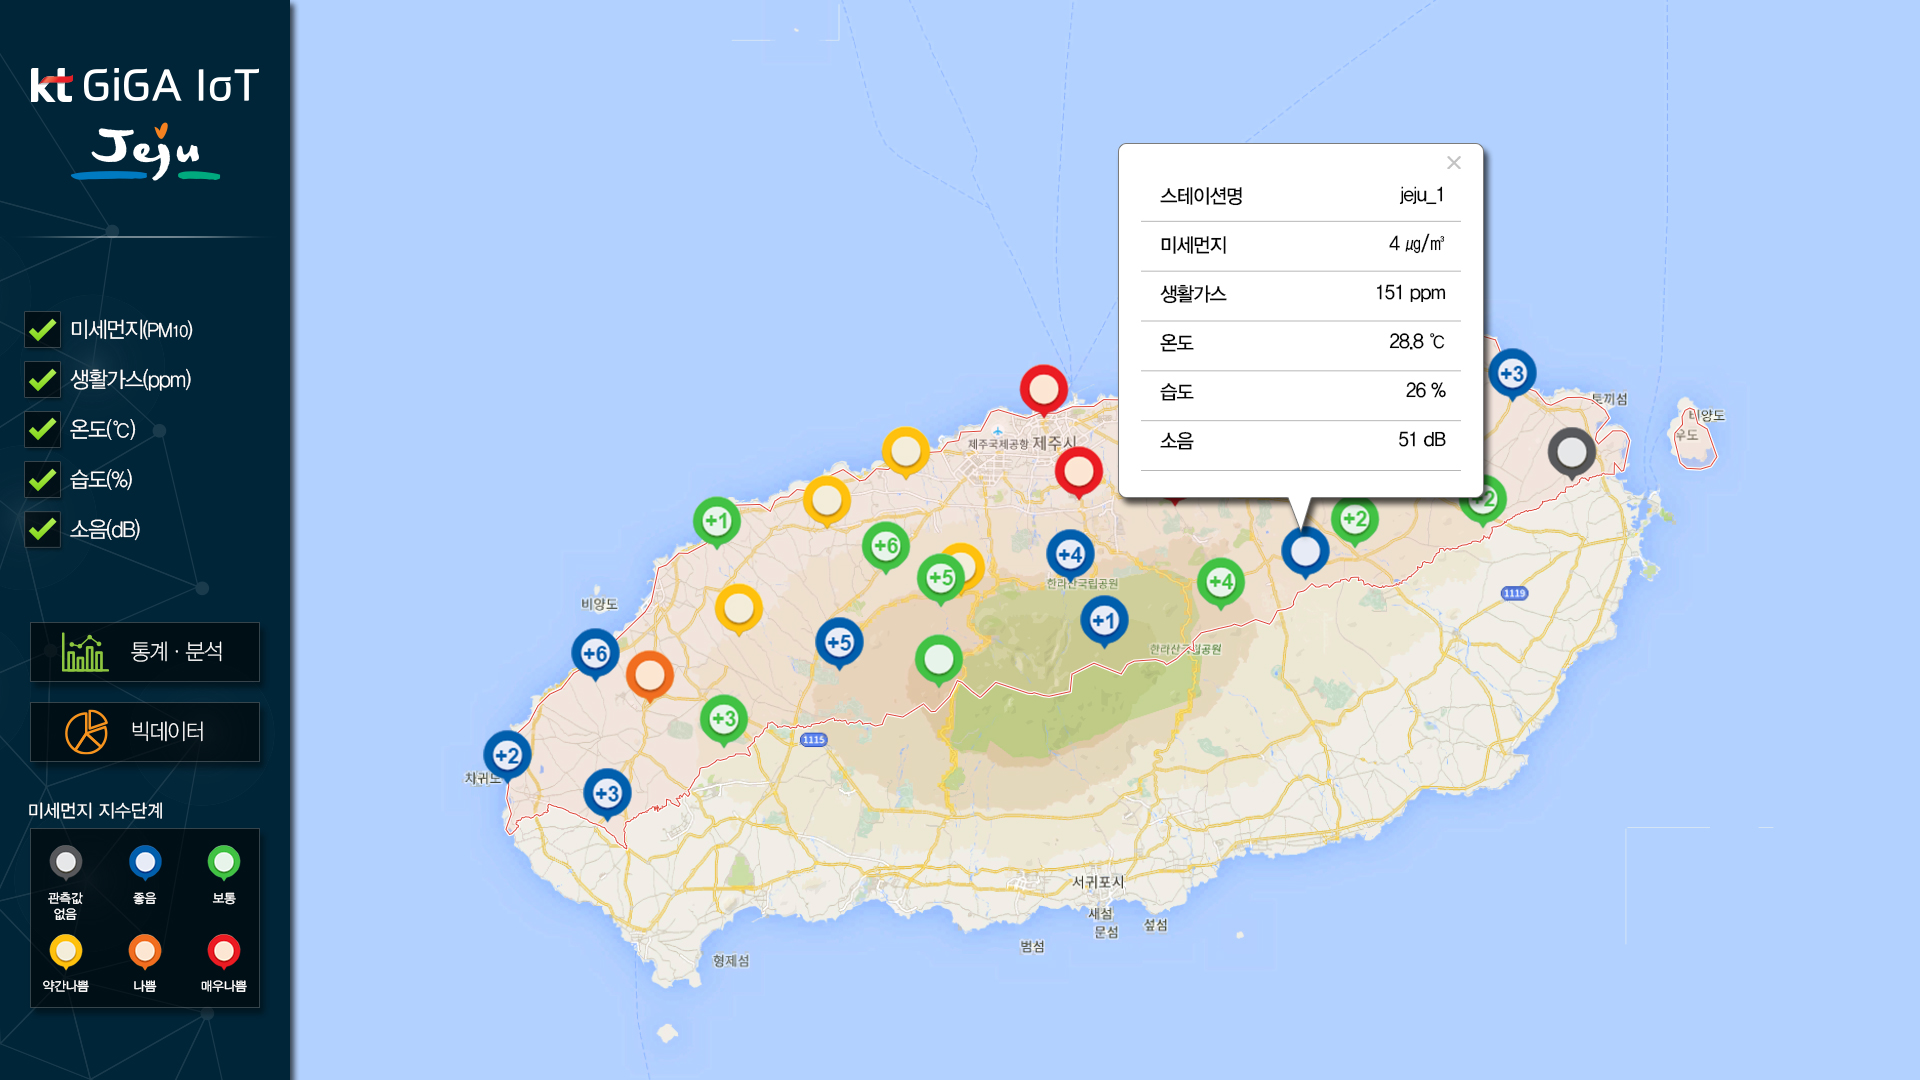 kt GiGA IoT
Jeju
미세먼지(PM10)
생활가스(ppm)
온도(℃)
습도(%)
소음(dB)
통계 · 분석
빅데이터
미세먼지 지수단계
관측값
없음
좋음
보통
약간나쁨
나쁨
매우나쁨
스테이션명 jeju_1
미세먼지 4 ㎍/㎥
생활가스 151 ppm
온도 28.8 ℃
습도 26 %
소음 51 dB
+3
토끼섬
비양도
우도
제주국제공항 제주시
+2
+2
+1
+6
+4
+5
한라산국립공원
+4
비양도
1119
+1
+5
한라산국립공원
+6
+3
1115
+2
차귀도
+3
서귀포시
새섬
문섬
섶섬
범섬
형제섬